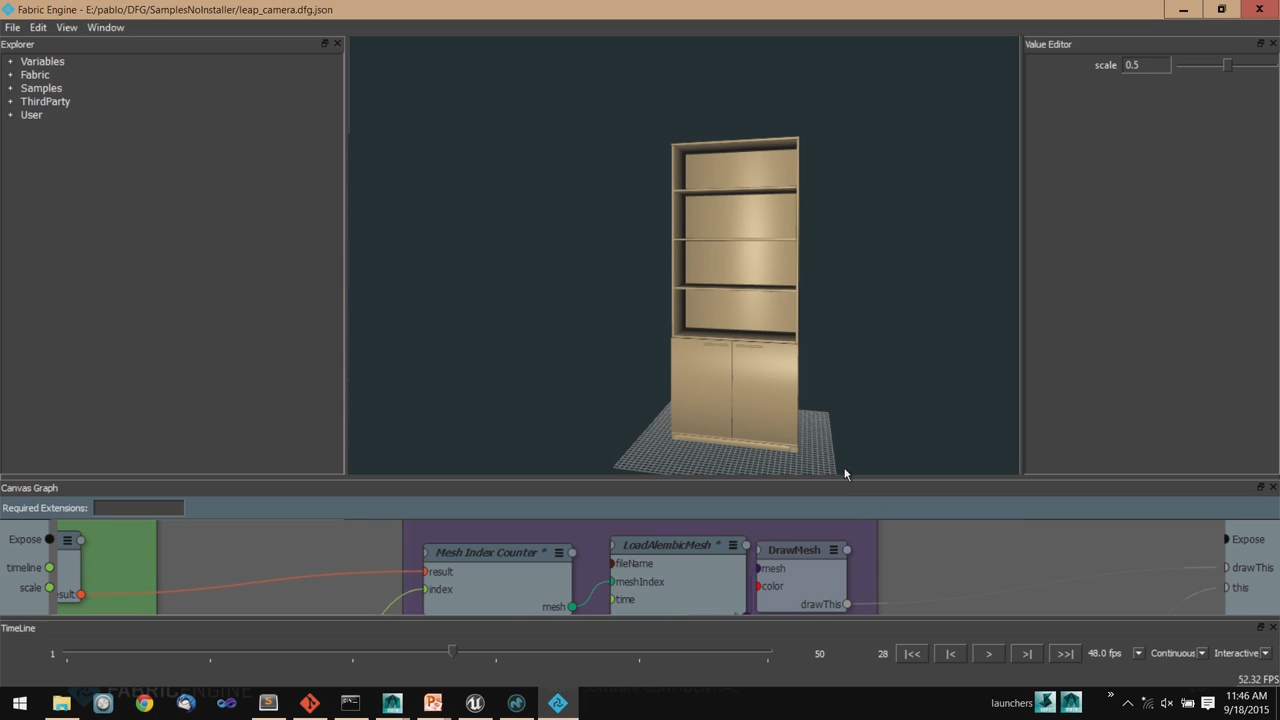 Fabric Engine - E:/pablo/DFG/SamplesNoInstaller/leap_camera.dfg.json
File Edit View Window
Explorer
Value Editor
+ Variables
+ Fabric
+ Samples
+ ThirdParty
+ User
scale 0.5
Canvas Graph
Required Extensions:
Expose
timeline
scale
esult
Mesh Index Counter *
result
index
mesh
LoadAlembicMesh *
fileName
meshIndex
time
DrawMesh
mesh
color
drawThis
Expose
drawThis
this
TimeLine
1 50 28 |<< |< > >| >>| 48.0 fps Continuous Interactive
52.32 FPS
FABRIC ENGINE
launchers
11:46 AM
9/18/2015